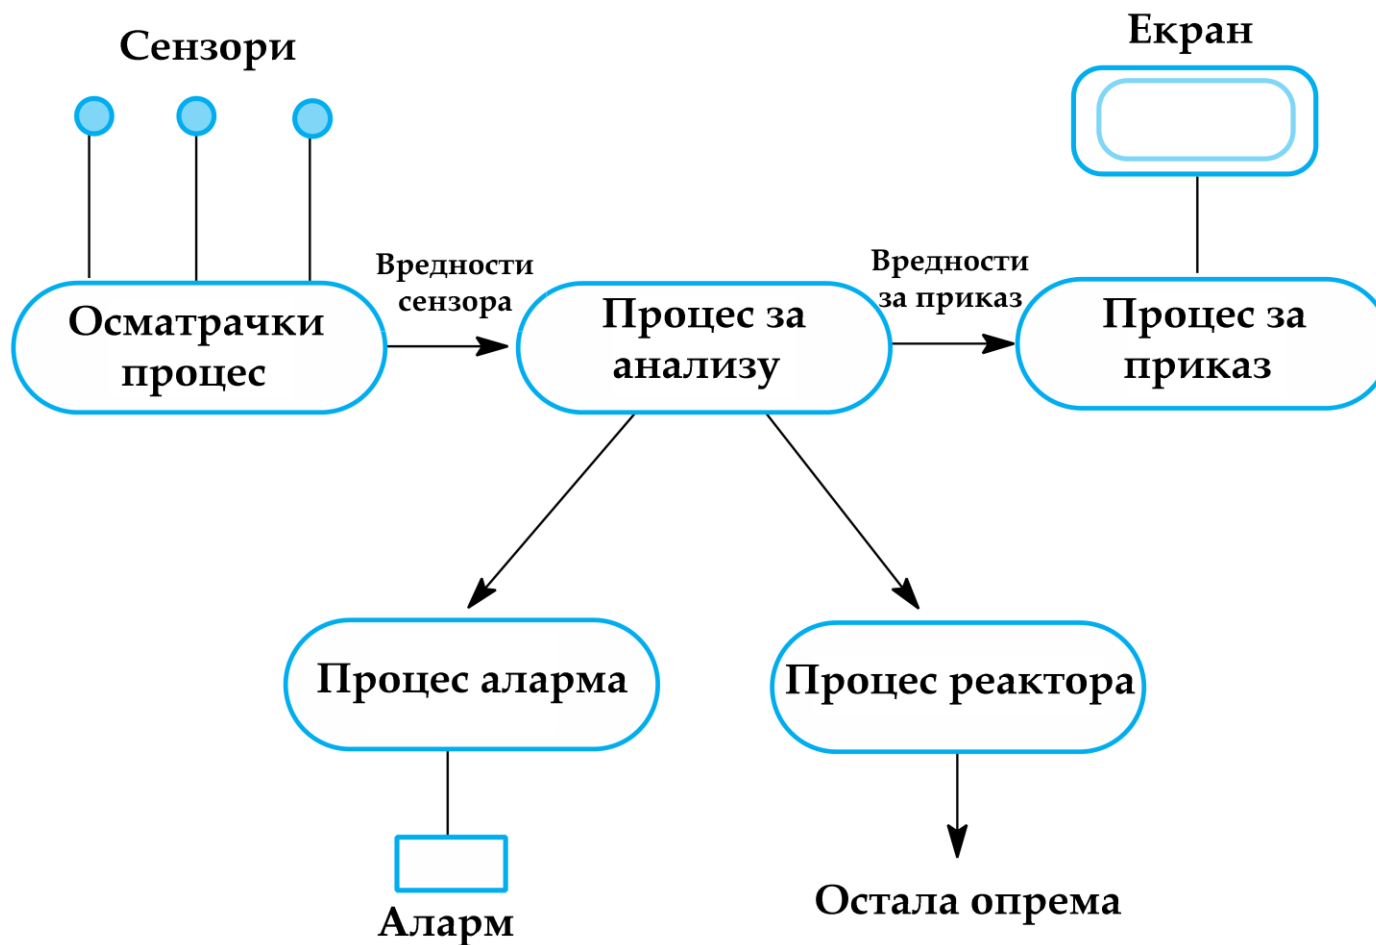 Сензори
Екран
Вредности
сензора
Вредности
за приказ
Осматрачки
процес
Процес за
анализу
Процес за
приказ
Процес аларма
Процес реактора
Аларм
Остала опрема